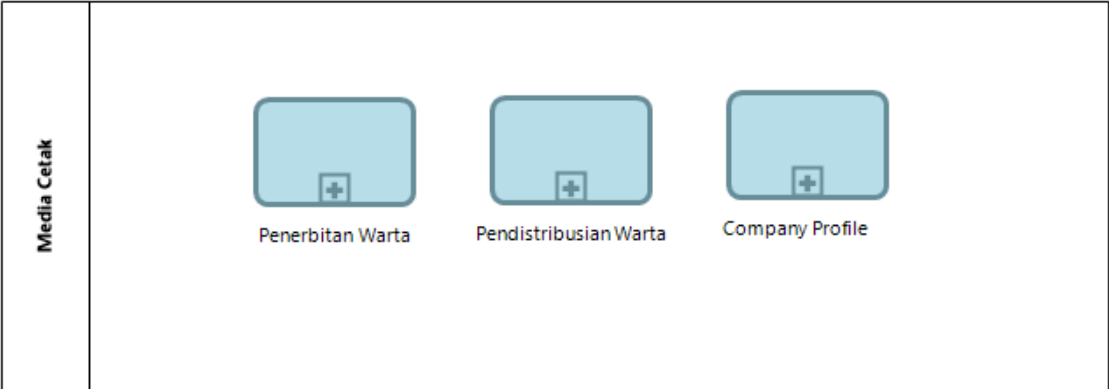 Media Cetak
Penerbitan Warta
Pendistribusian Warta
Company Profile